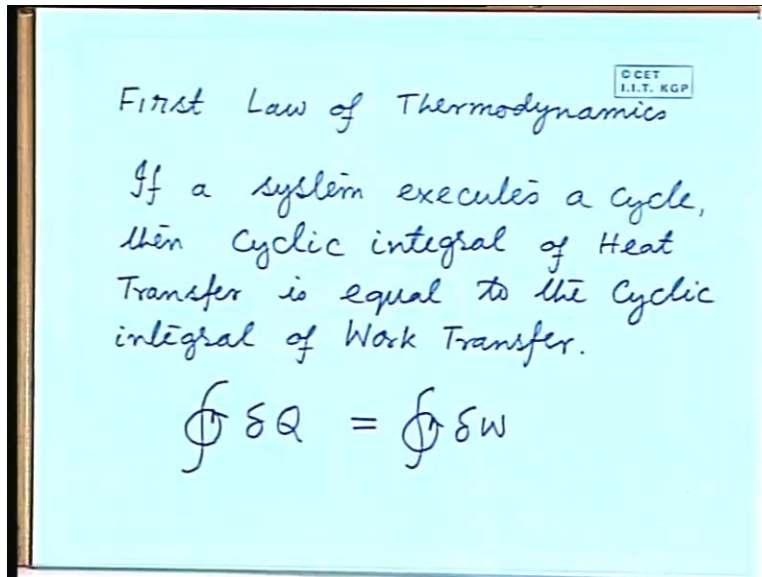 © CET
I.I.T. KGP
First Law of Thermodynamics
If a system executes a cycle,
then Cyclic integral of Heat
Transfer is equal to the Cyclic
integral of Work Transfer.
∮ δQ = ∮ δW